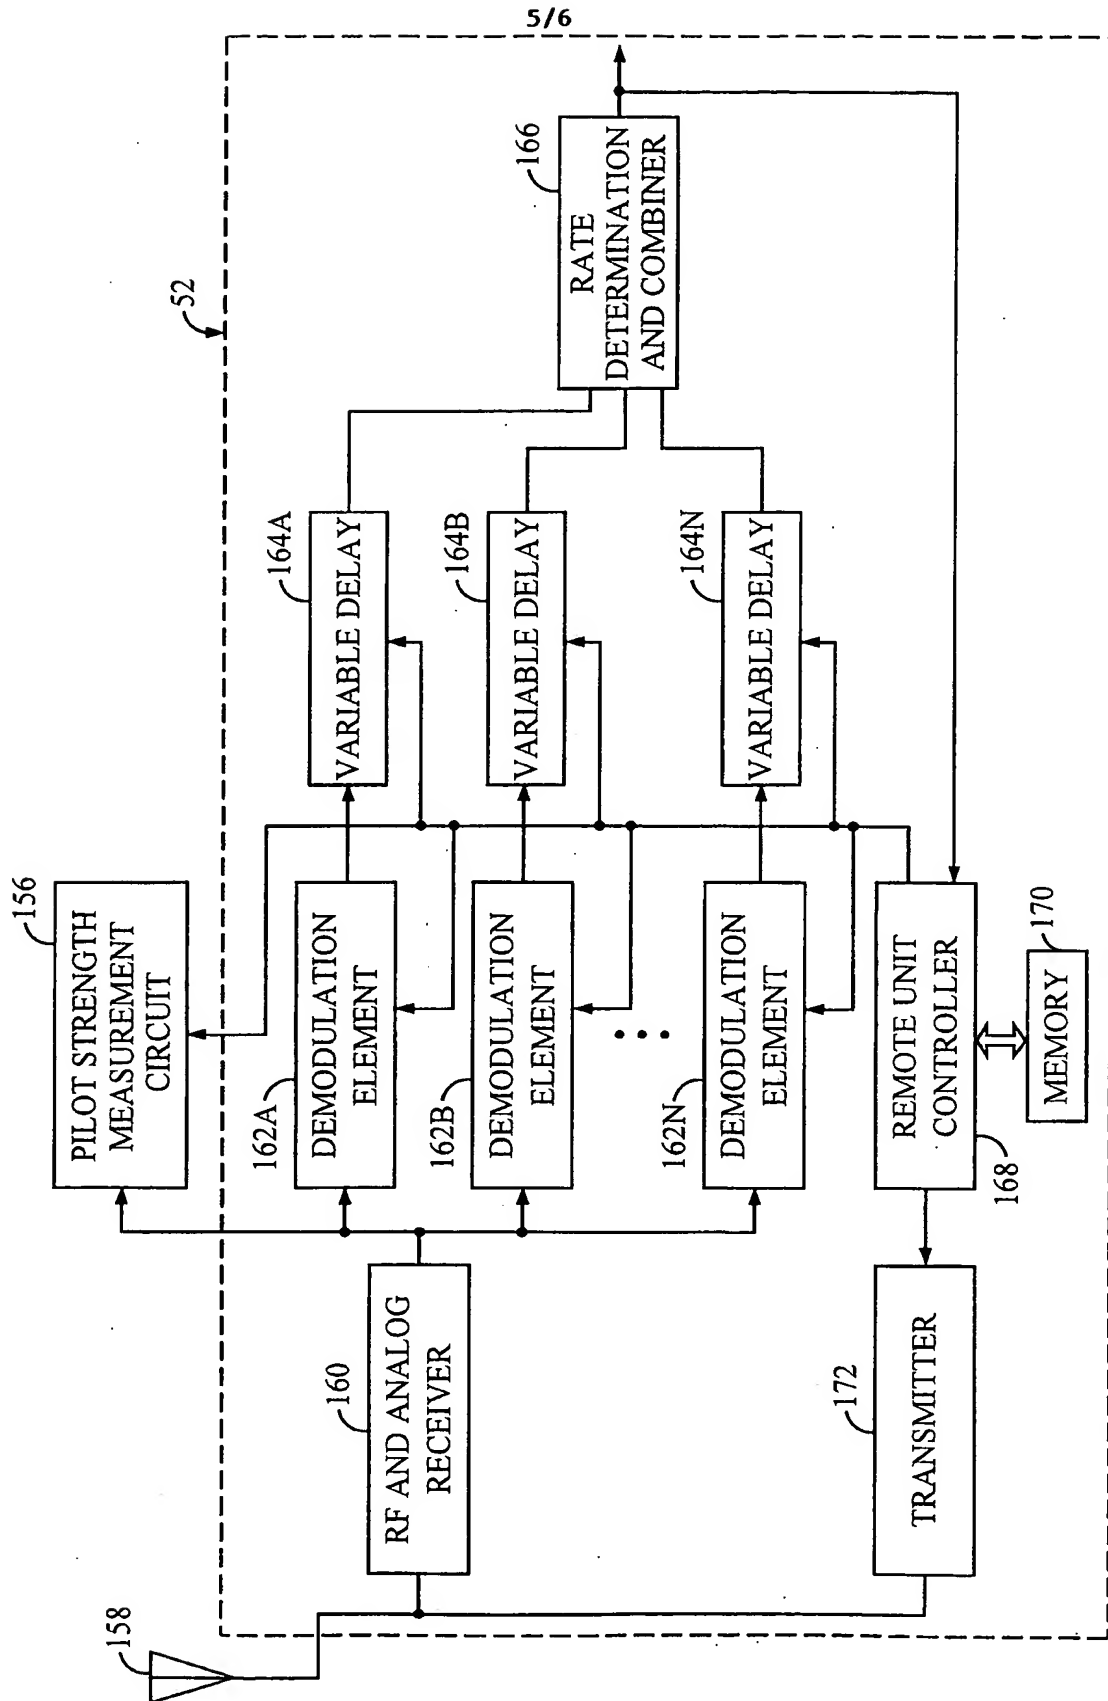 5/6
52
158
160
RF AND ANALOG
RECEIVER
156
PILOT STRENGTH
MEASUREMENT
CIRCUIT
162A
DEMODULATION
ELEMENT
164A
VARIABLE DELAY
162B
DEMODULATION
ELEMENT
164B
VARIABLE DELAY
162N
DEMODULATION
ELEMENT
164N
VARIABLE DELAY
166
RATE
DETERMINATION
AND COMBINER
172
TRANSMITTER
168
REMOTE UNIT
CONTROLLER
170
MEMORY